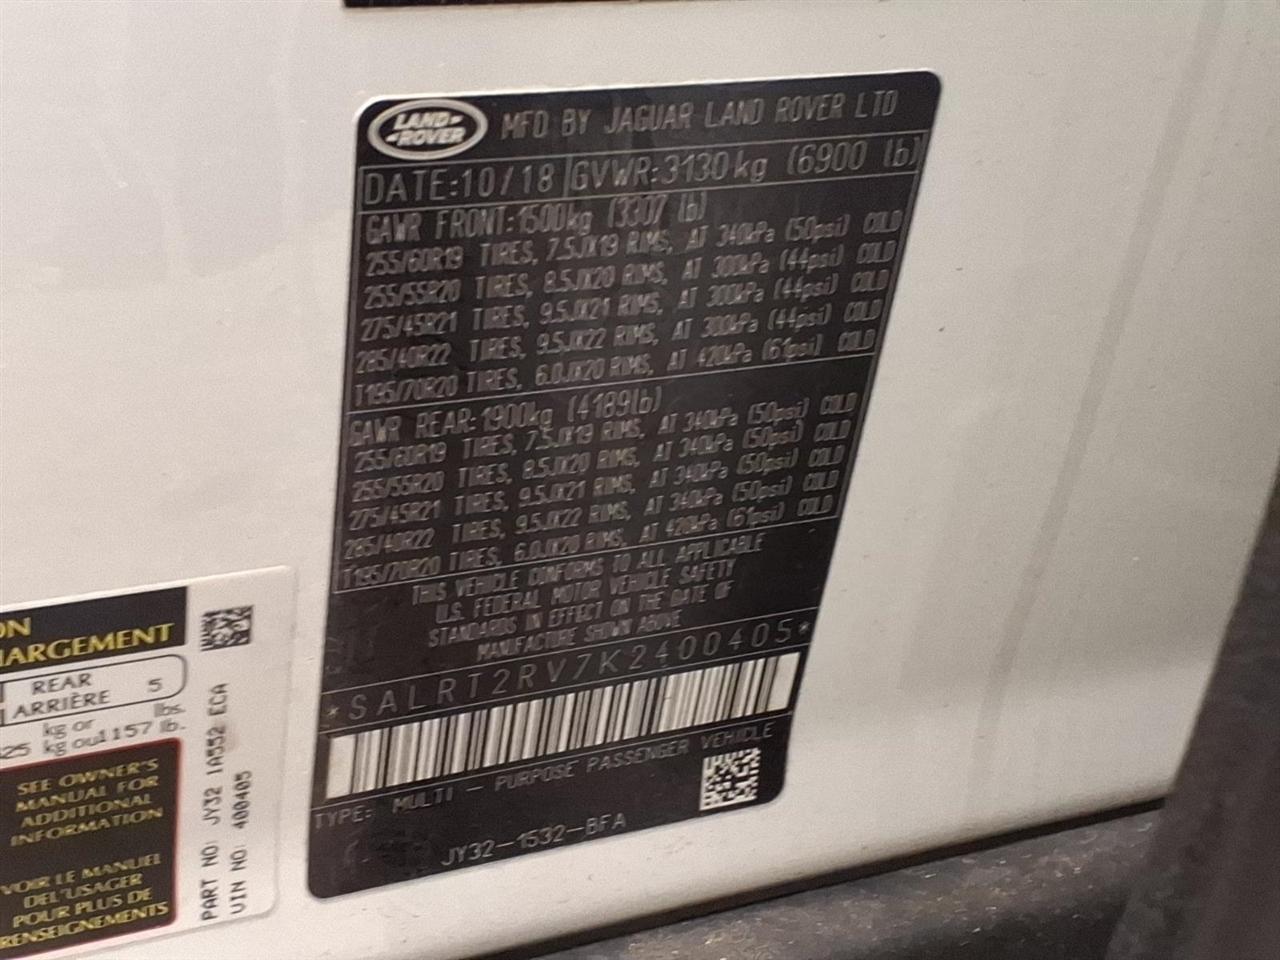 LAND-
-ROVER
MFD BY JAGUAR LAND ROVER LTD
DATE:10/18 GVWR:3130kg (6900 lb)
GAWR FRONT:1500kg (3307 lb)
255/60R19 TIRES, 7.5JX19 RIMS, AT 340kPa (50psi) COLD
255/55R20 TIRES, 8.5JX20 RIMS, AT 300kPa (44psi) COLD
275/45R21 TIRES, 9.5JX21 RIMS, AT 300kPa (44psi) COLD
285/40R22 TIRES, 9.5JX22 RIMS, AT 300kPa (44psi) COLD
T195/70R20 TIRES, 6.0JX20 RIMS, AT 420kPa (61psi) COLD
GAWR REAR:1900kg (4189lb)
255/60R19 TIRES, 7.5JX19 RIMS, AT 340kPa (50psi) COLD
255/55R20 TIRES, 8.5JX20 RIMS, AT 340kPa (50psi) COLD
275/45R21 TIRES, 9.5JX21 RIMS, AT 340kPa (50psi) COLD
285/40R22 TIRES, 9.5JX22 RIMS, AT 340kPa (50psi) COLD
T195/70R20 TIRES, 6.0JX20 RIMS, AT 420kPa (61psi) COLD
THIS VEHICLE CONFORMS TO ALL APPLICABLE
U.S. FEDERAL MOTOR VEHICLE SAFETY
STANDARDS IN EFFECT ON THE DATE OF
MANUFACTURE SHOWN ABOVE
*SALRT2RV7K2400405*
TYPE: MULTI - PURPOSE PASSENGER VEHICLE
JY32-1532-BFA
ON
HARGEMENT
REAR 5
ARRIÈRE
kg or lbs.
25 kg ou 1157 lb.
SEE OWNER'S
MANUAL FOR
ADDITIONAL
INFORMATION
VOIR LE MANUEL
DEL'USAGER
POUR PLUS DE
RENSEIGNEMENTS
PART NO: JY32 1A552 ECA
VIN NO: 400405